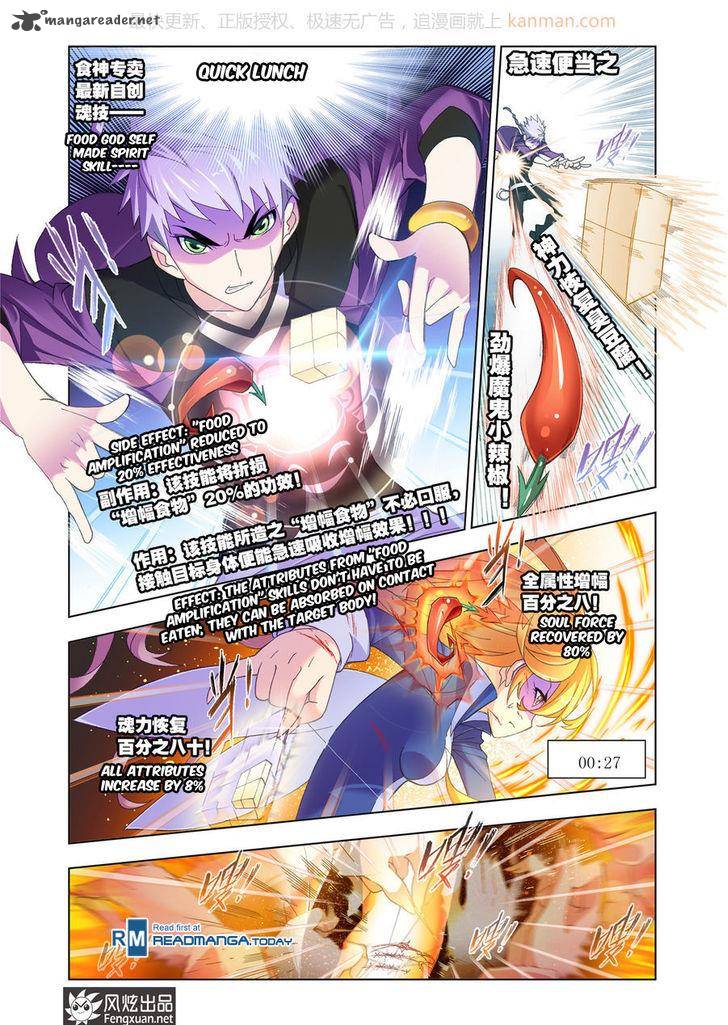 mangareader.com
最快更新、正版授权、极速无广告，追漫画就上 kanman.com
食神专卖
最新自创
魂技——
FOOD GOD SELF
MADE SPIRIT
SKILL----
QUICK LUNCH
急速便当之
嘿!
劲爆魔鬼小辣椒！
嘿!
SIDE EFFECT: "FOOD
AMPLIFICATION" REDUCED TO
20% EFFECTIVENESS
副作用：该技能将折损
“增幅食物”20%的功效！
作用：该技能所造之“增幅食物”不必口服，
接触目标身体便能急速吸收增幅效果！！！
EFFECT: THE ATTRIBUTES FROM "FOOD
AMPLIFICATION" SKILLS DON'T HAVE TO BE
EATEN; THEY CAN BE ABSORBED ON CONTACT
WITH THE TARGET BODY!
全属性增幅
百分之八！
SOUL FORCE
RECOVERED BY
80%
魂力恢复
百分之八十！
ALL ATTRIBUTES
INCREASE BY 8%
00:27
RM
Read first at
READMANGA.TODAY
风炫出品
Fengxuan.net